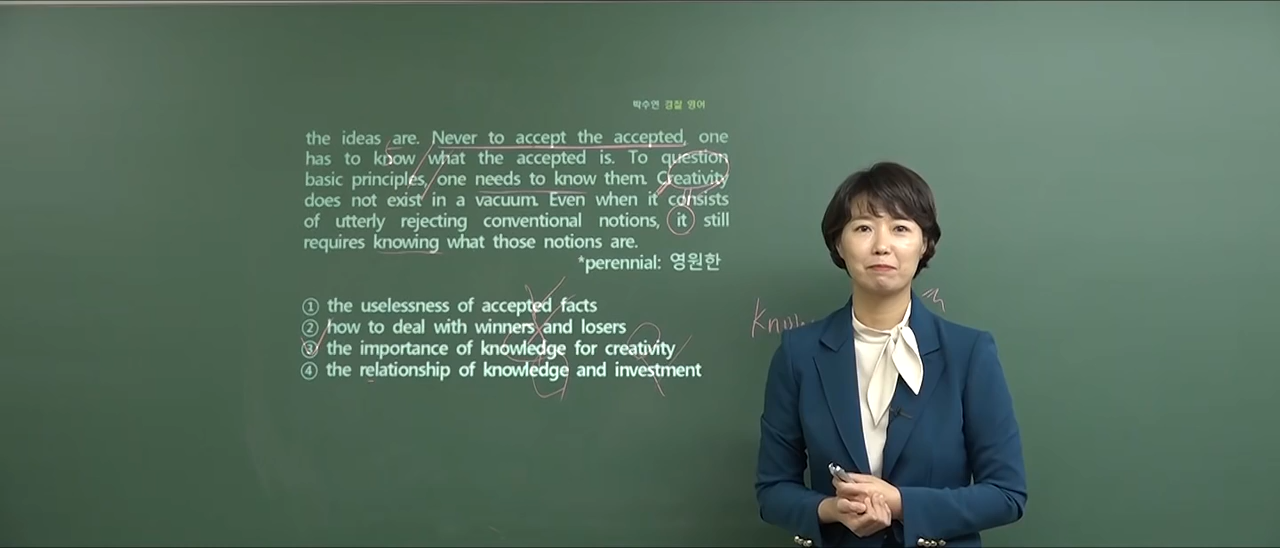 박수연 경찰 영어
the ideas are. Never to accept the accepted, one
has to know what the accepted is. To question
basic principles, one needs to know them. Creativity
does not exist in a vacuum. Even when it consists
of utterly rejecting conventional notions, it still
requires knowing what those notions are.
*perennial: 영원한
① the uselessness of accepted facts
② how to deal with winners and losers
③ the importance of knowledge for creativity
④ the relationship of knowledge and investment